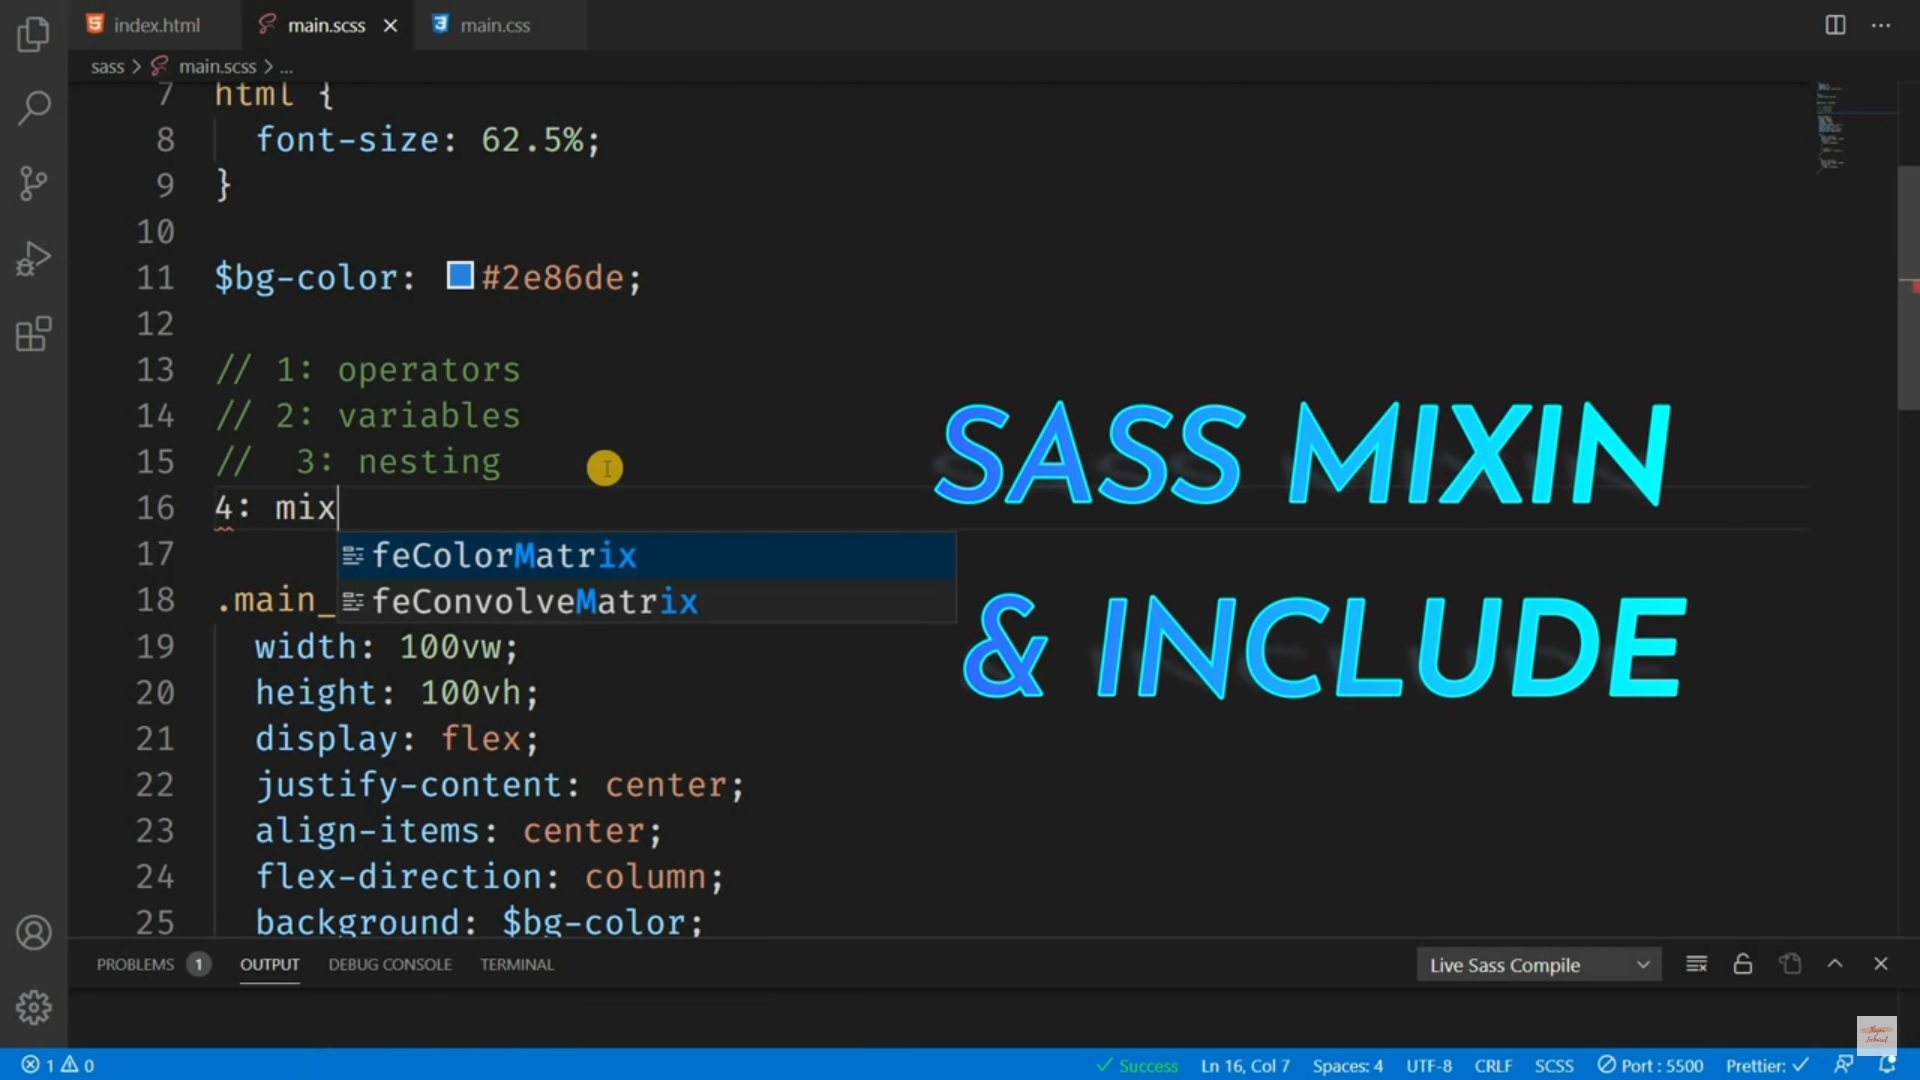 index.html
main.scss
main.css
sass > main.scss > ...
7 html {
8 font-size: 62.5%;
9 }
10
11 $bg-color: #2e86de;
12
13 // 1: operators
14 // 2: variables
15 //  3: nesting
16 4: mix
feColorMatrix
17
feConvolveMatrix
18 .main_
19 width: 100vw;
20 height: 100vh;
21 display: flex;
22 justify-content: center;
23 align-items: center;
24 flex-direction: column;
25 background: $bg-color;
SASS MIXIN
& INCLUDE
PROBLEMS 1 OUTPUT DEBUG CONSOLE TERMINAL
Live Sass Compile
1 0
Success Ln 16, Col 7 Spaces: 4 UTF-8 CRLF SCSS Port : 5500 Prettier: